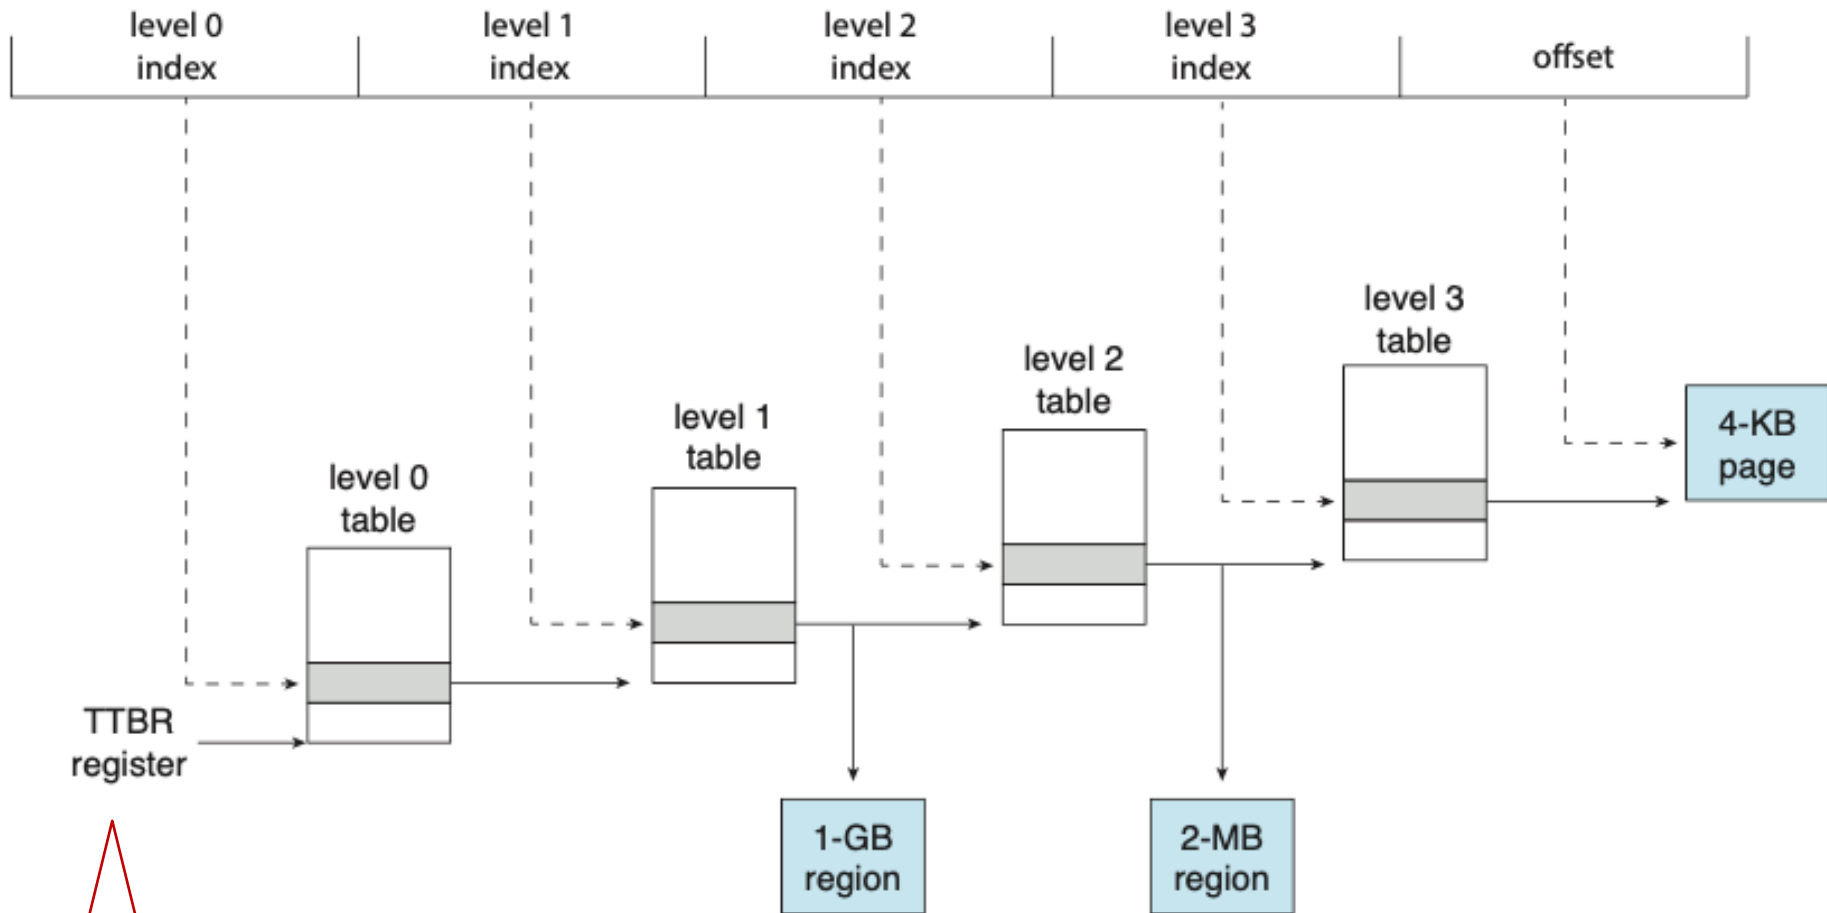 level 0
index
level 1
index
level 2
index
level 3
index
offset
level 3
table
level 2
table
4-KB
page
level 1
table
level 0
table
TTBR
register
1-GB
region
2-MB
region